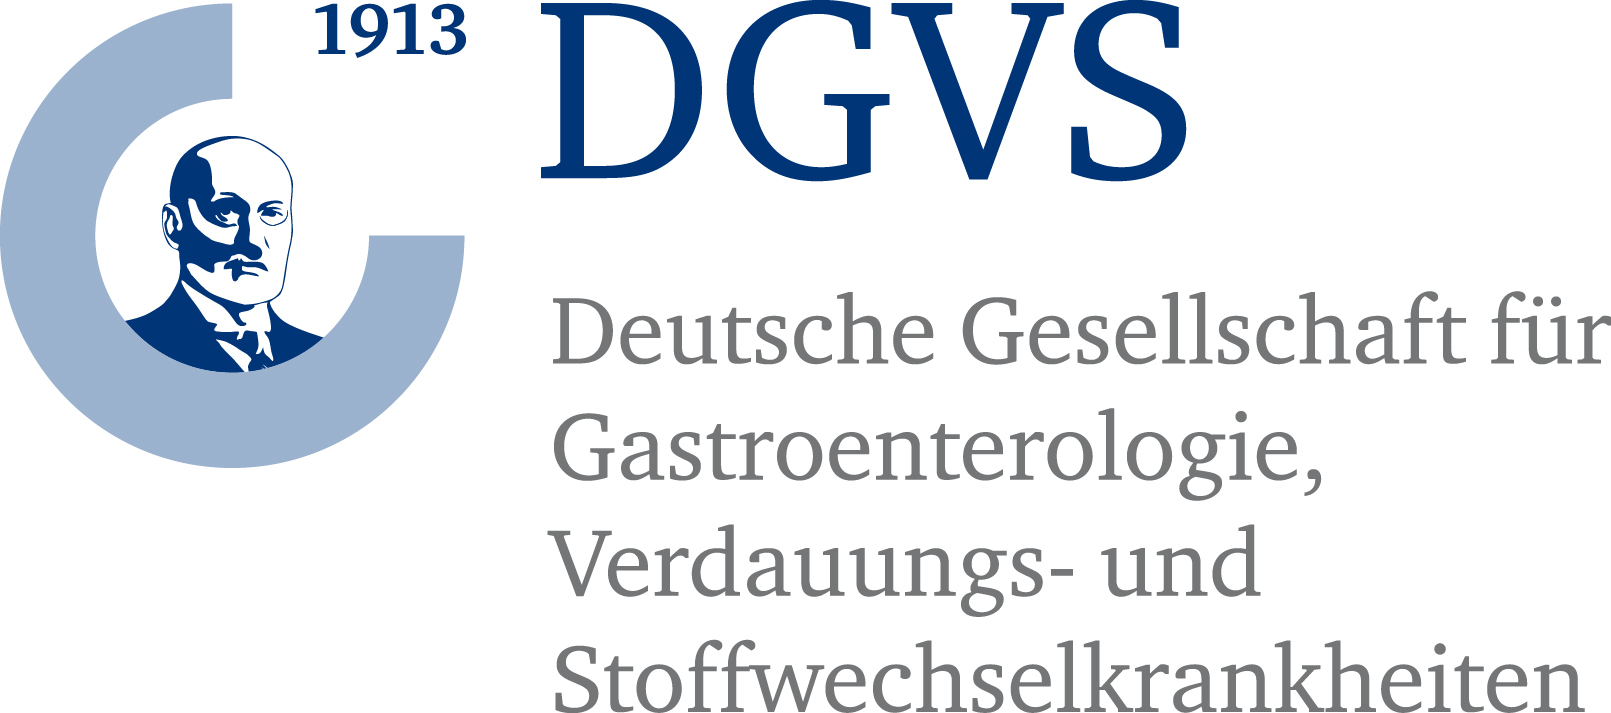 1913
DGVS
Deutsche Gesellschaft für
Gastroenterologie,
Verdauungs- und
Stoffwechselkrankheiten